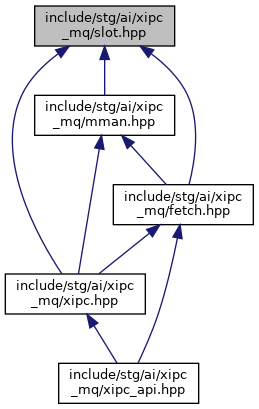 include/stg/ai/xipc
_mq/slot.hpp
include/stg/ai/xipc
_mq/mman.hpp
include/stg/ai/xipc
_mq/fetch.hpp
include/stg/ai/xipc
_mq/xipc.hpp
include/stg/ai/xipc
_mq/xipc_api.hpp